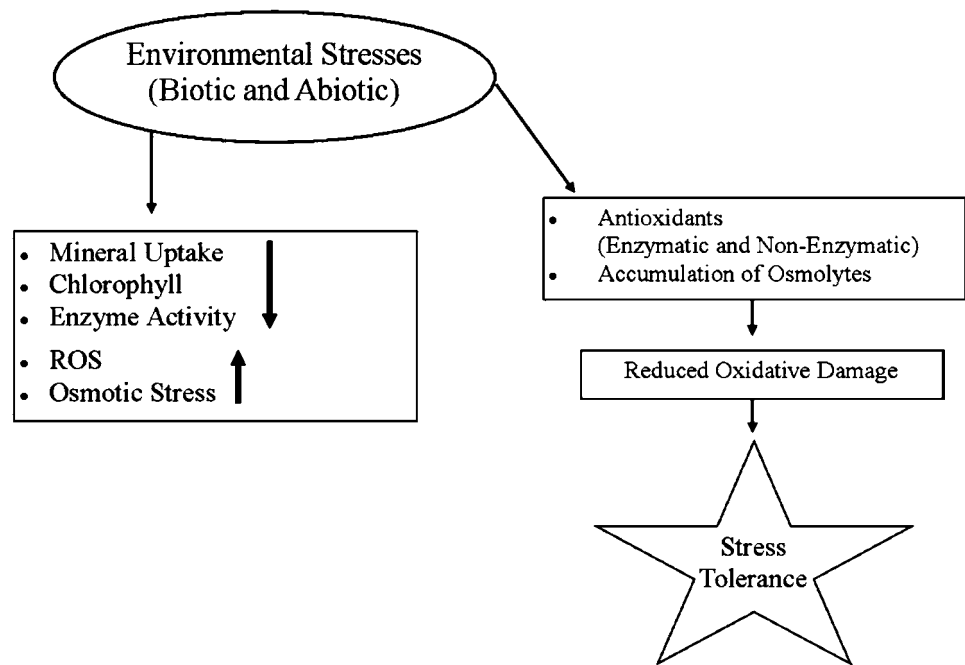 Environmental Stresses
(Biotic and Abiotic)
• Mineral Uptake
• Chlorophyll
• Enzyme Activity
• ROS
• Osmotic Stress
• Antioxidants
(Enzymatic and Non-Enzymatic)
• Accumulation of Osmolytes
Reduced Oxidative Damage
Stress
Tolerance